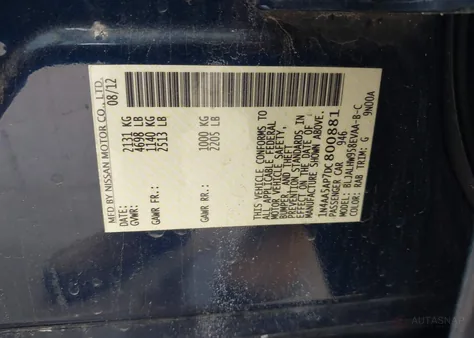 MFD BY NISSAN MOTOR CO., LTD.
DATE: 08/12
GVWR: 2131 KG
4698 LB
GAWR FR: 1140 KG
2513 LB
GAWR RR: 1000 KG
2205 LB
THIS VEHICLE CONFORMS TO
ALL APPLICABLE FEDERAL
MOTOR VEHICLE SAFETY,
BUMPER, AND THEFT
PREVENTION STANDARDS IN
EFFECT ON THE DATE OF
MANUFACTURE SHOWN ABOVE.
1N4AA5AP7DC800881
PASSENGER CAR 946
MODEL: BLJALHW935REVAA-B-C
COLOR: RAB TRIM: G 9N00A
AUTASNAP